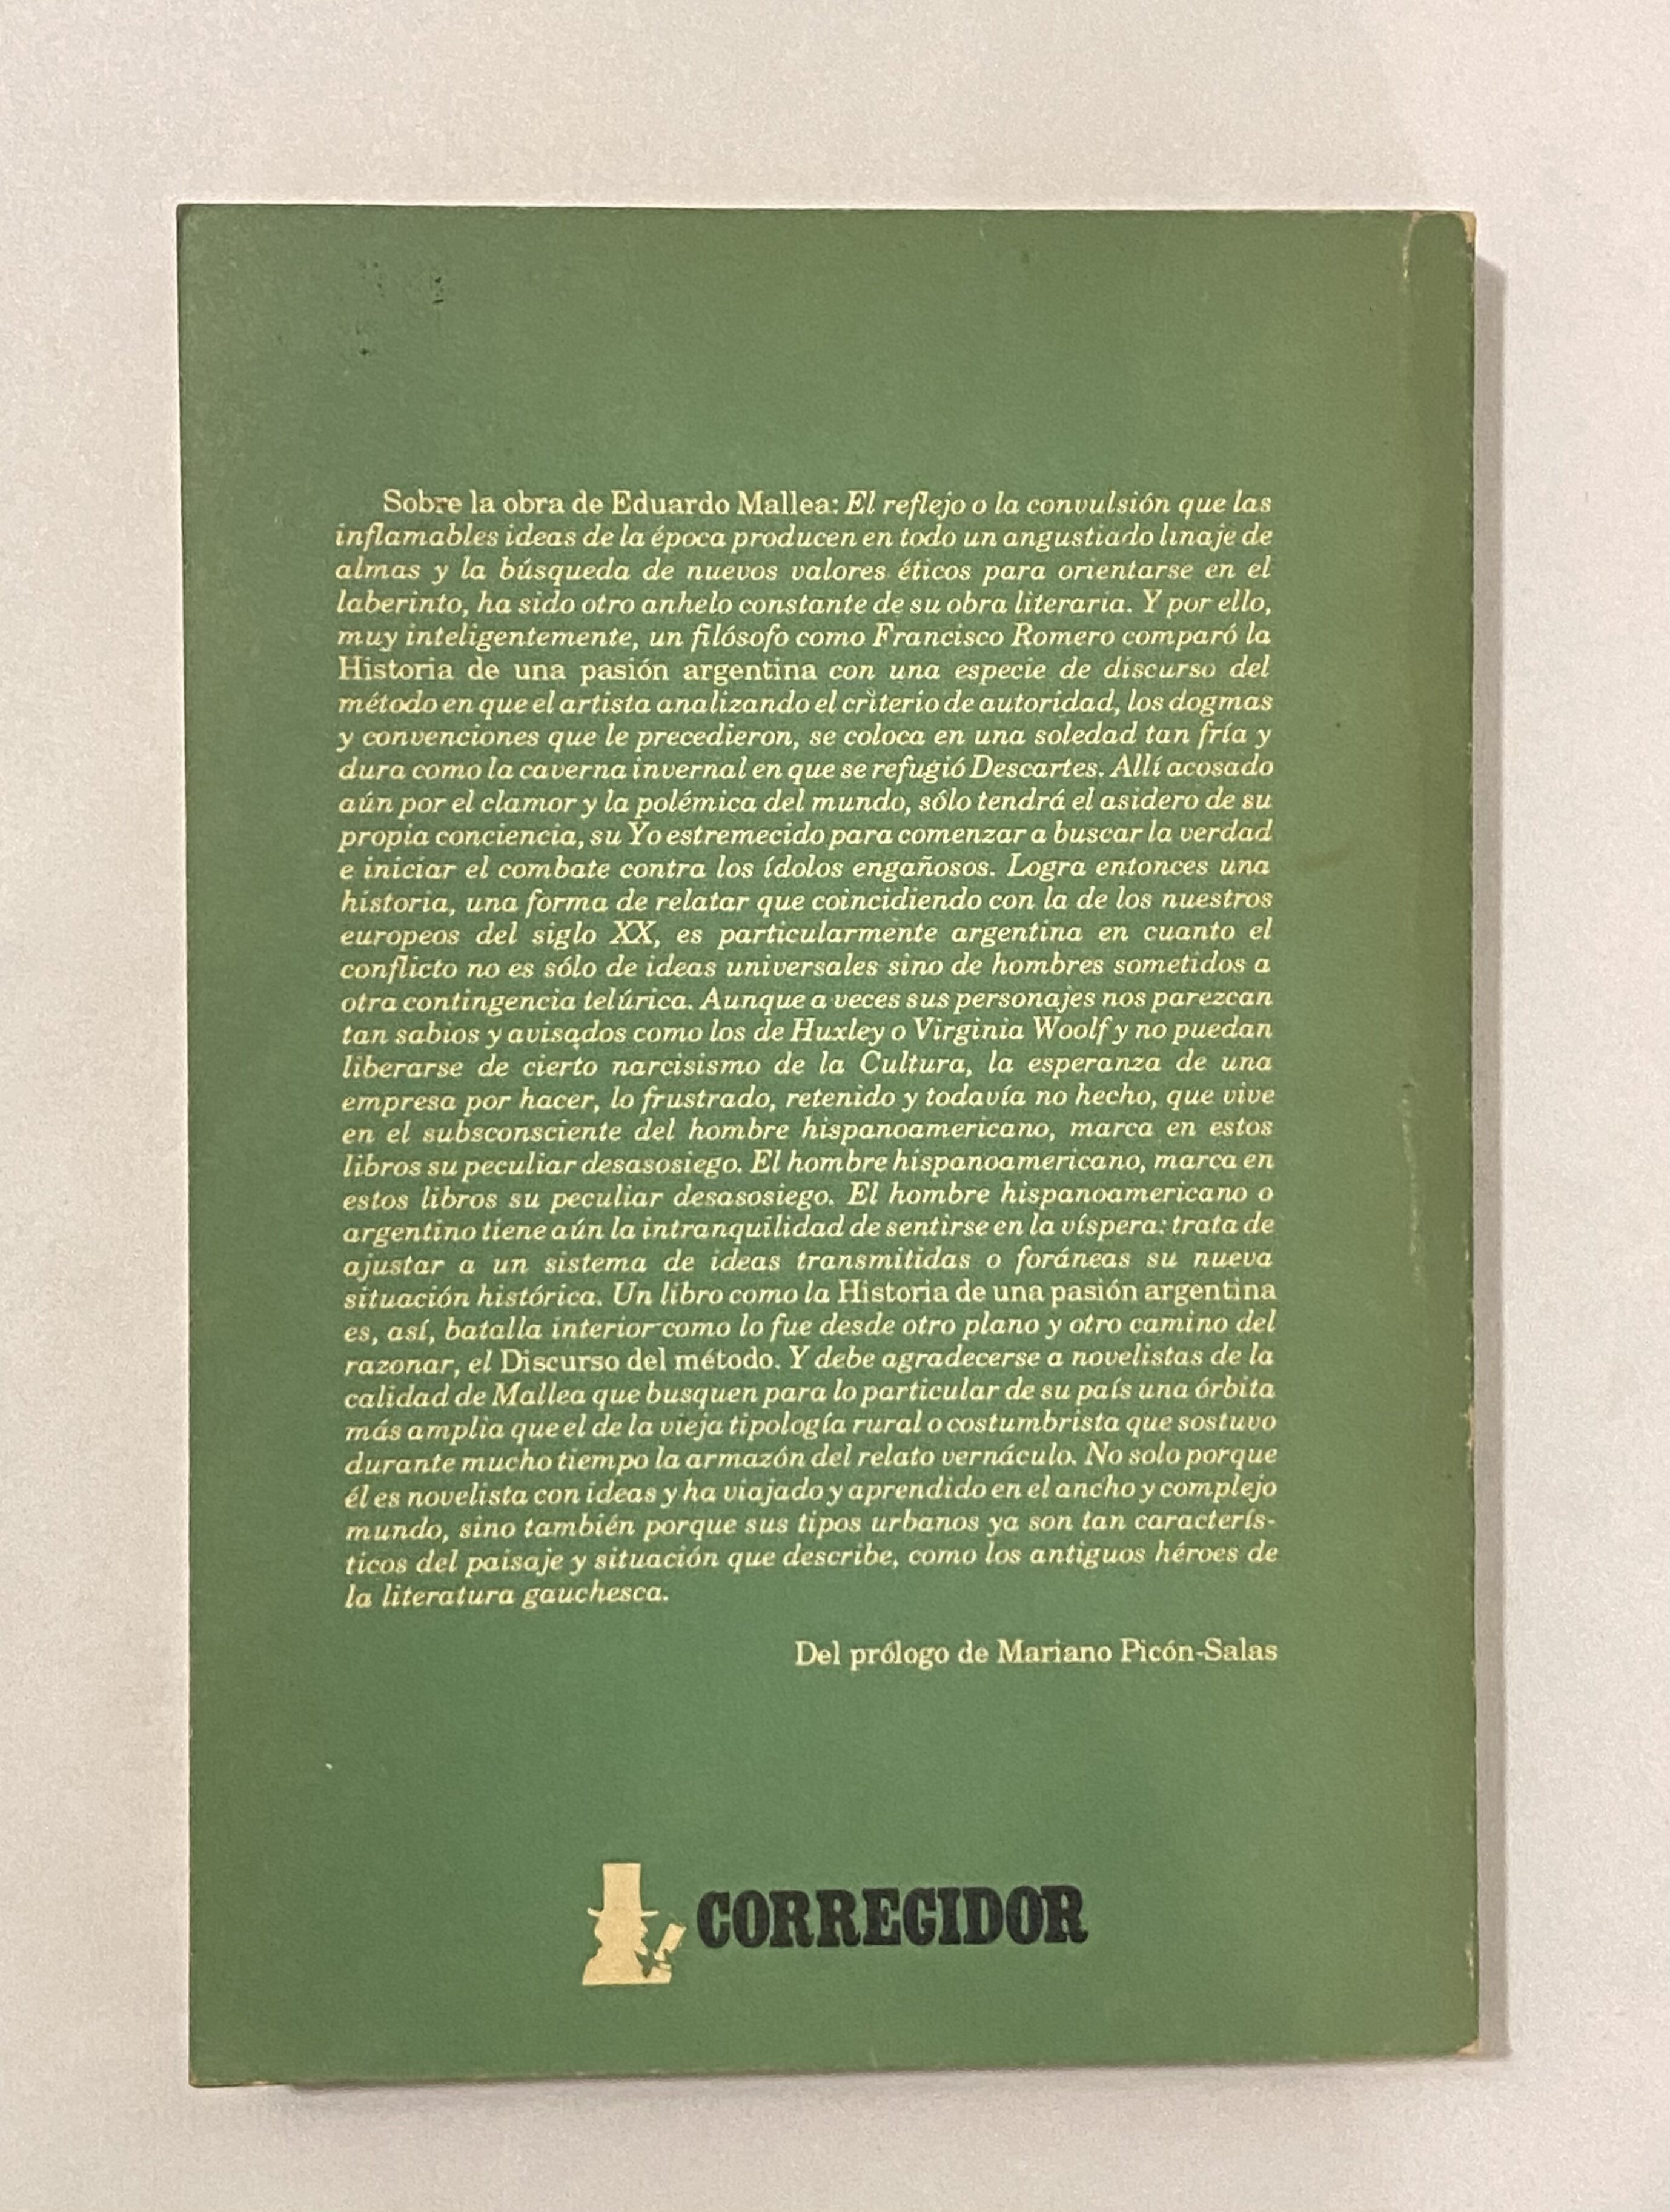 Sobre la obra de Eduardo Mallea: El reflejo o la convulsión que las
inflamables ideas de la época producen en todo un angustiado linaje de
almas y la búsqueda de nuevos valores éticos para orientarse en el
laberinto, ha sido otro anhelo constante de su obra literaria. Y por ello,
muy inteligentemente, un filósofo como Francisco Romero comparó la
Historia de una pasión argentina con una especie de discurso del
método en que el artista analizando el criterio de autoridad, los dogmas
y convenciones que le precedieron, se coloca en una soledad tan fría y
dura como la caverna invernal en que se refugió Descartes. Allí acosado
aún por el clamor y la polémica del mundo, sólo tendrá el asidero de su
propia conciencia, su Yo estremecido para comenzar a buscar la verdad
e iniciar el combate contra los ídolos engañosos. Logra entonces una
historia, una forma de relatar que coincidiendo con la de los nuestros
europeos del siglo XX, es particularmente argentina en cuanto el
conflicto no es sólo de ideas universales sino de hombres sometidos a
otra contingencia telúrica. Aunque a veces sus personajes nos parezcan
tan sabios y avisados como los de Huxley o Virginia Woolf y no puedan
liberarse de cierto narcisismo de la Cultura, la esperanza de una
empresa por hacer, lo frustrado, retenido y todavía no hecho, que vive
en el subsconsciente del hombre hispanoamericano, marca en estos
libros su peculiar desasosiego. El hombre hispanoamericano, marca en
estos libros su peculiar desasosiego. El hombre hispanoamericano o
argentino tiene aún la intranquilidad de sentirse en la víspera: trata de
ajustar a un sistema de ideas transmitidas o foráneas su nueva
situación histórica. Un libro como la Historia de una pasión argentina
es, así, batalla interior como lo fue desde otro plano y otro camino del
razonar, el Discurso del método. Y debe agradecerse a novelistas de la
calidad de Mallea que busquen para lo particular de su país una órbita
más amplia que el de la vieja tipología rural o costumbrista que sostuvo
durante mucho tiempo la armazón del relato vernáculo. No solo porque
él es novelista con ideas y ha viajado y aprendido en el ancho y complejo
mundo, sino también porque sus tipos urbanos ya son tan caracterís-
ticos del paisaje y situación que describe, como los antiguos héroes de
la literatura gauchesca.
Del prólogo de Mariano Picón-Salas
CORREGIDOR